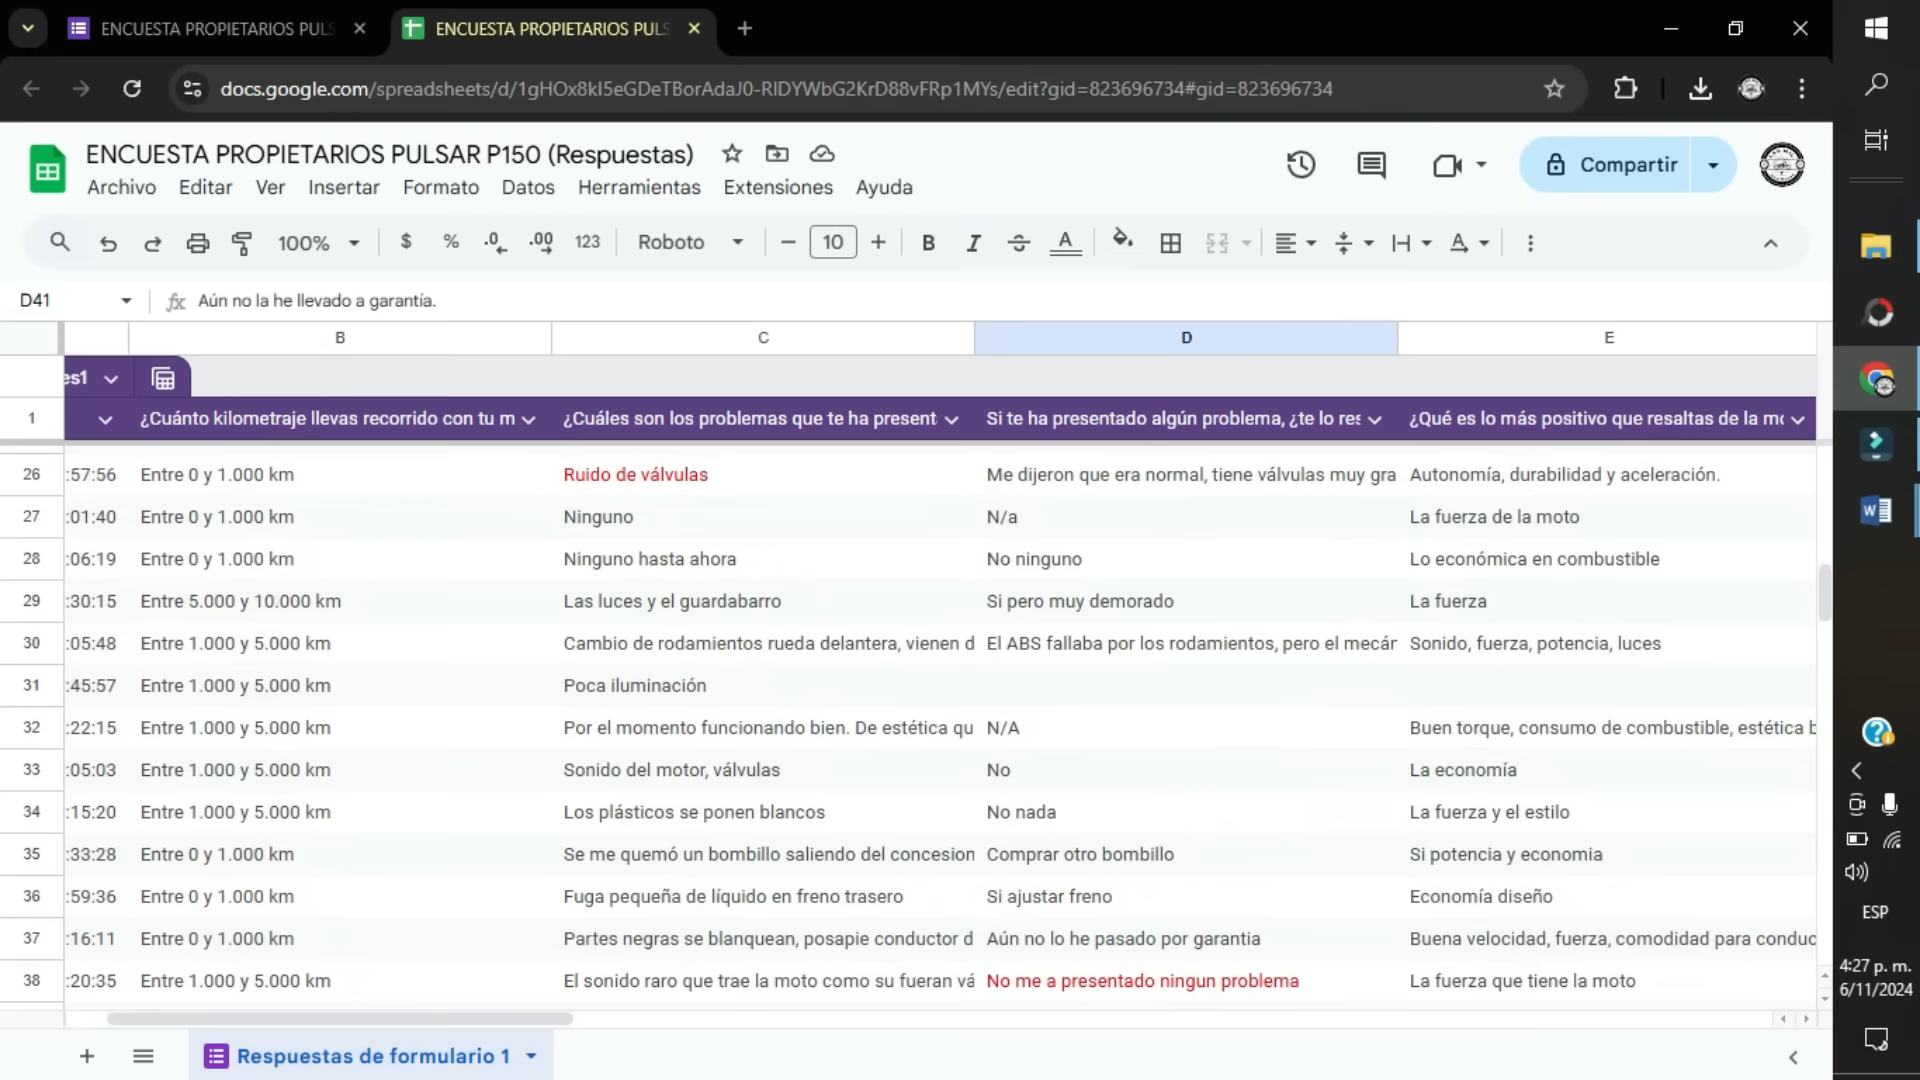 ENCUESTA PROPIETARIOS PULS
ENCUESTA PROPIETARIOS PULS
docs.google.com/spreadsheets/d/1gHOx8kI5eGDeTBorAdaJ0-RlDYWbG2KrD88vFRp1MYs/edit?gid=823696734#gid=823696734
ENCUESTA PROPIETARIOS PULSAR P150 (Respuestas)
Archivo Editar Ver Insertar Formato Datos Herramientas Extensiones Ayuda
Compartir
100% $ % .0 .00 123 Roboto 10 B I S A
D41 fx Aún no la he llevado a garantía.
B C D E
es1
1 ¿Cuánto kilometraje llevas recorrido con tu m ¿Cuáles son los problemas que te ha present Si te ha presentado algún problema, ¿te lo res ¿Qué es lo más positivo que resaltas de la mo
26 :57:56 Entre 0 y 1.000 km Ruido de válvulas Me dijeron que era normal, tiene válvulas muy gra Autonomía, durabilidad y aceleración.
27 :01:40 Entre 0 y 1.000 km Ninguno N/a La fuerza de la moto
28 :06:19 Entre 0 y 1.000 km Ninguno hasta ahora No ninguno Lo económica en combustible
29 :30:15 Entre 5.000 y 10.000 km Las luces y el guardabarro Si pero muy demorado La fuerza
30 :05:48 Entre 1.000 y 5.000 km Cambio de rodamientos rueda delantera, vienen d El ABS fallaba por los rodamientos, pero el mecán Sonido, fuerza, potencia, luces
31 :45:57 Entre 1.000 y 5.000 km Poca iluminación
32 :22:15 Entre 1.000 y 5.000 km Por el momento funcionando bien. De estética qu N/A Buen torque, consumo de combustible, estética b
33 :05:03 Entre 1.000 y 5.000 km Sonido del motor, válvulas No La economía
34 :15:20 Entre 1.000 y 5.000 km Los plásticos se ponen blancos No nada La fuerza y el estilo
35 :33:28 Entre 0 y 1.000 km Se me quemó un bombillo saliendo del concesion Comprar otro bombillo Si potencia y economia
36 :59:36 Entre 0 y 1.000 km Fuga pequeña de líquido en freno trasero Si ajustar freno Economía diseño
37 :16:11 Entre 0 y 1.000 km Partes negras se blanquean, posapie conductor d Aún no lo he pasado por garantia Buena velocidad, fuerza, comodidad para conduc
38 :20:35 Entre 1.000 y 5.000 km El sonido raro que trae la moto como su fueran vá No me a presentado ningun problema La fuerza que tiene la moto
Respuestas de formulario 1
W
ESP
4:27 p. m.
6/11/2024